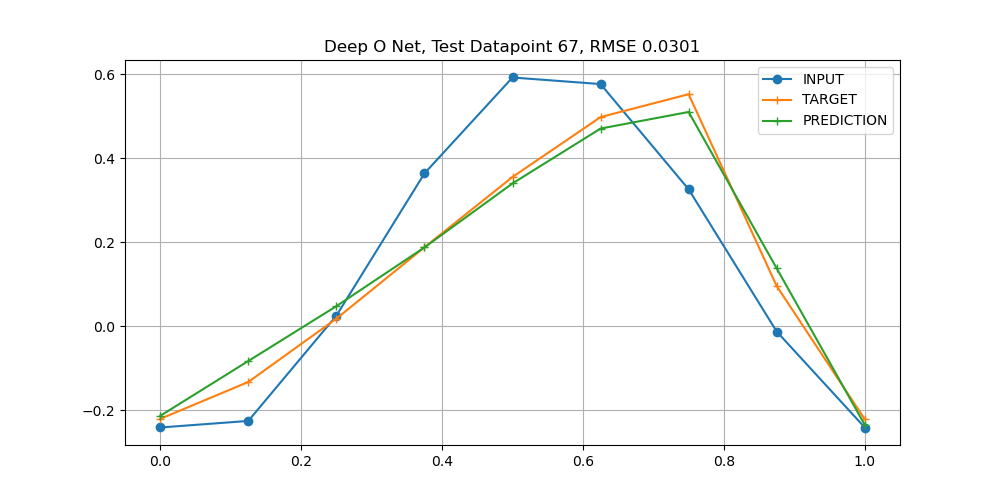 Deep O Net, Test Datapoint 67, RMSE 0.0301
INPUT
TARGET
PREDICTION
0.6
0.4
0.2
0.0
−0.2
0.0 0.2 0.4 0.6 0.8 1.0